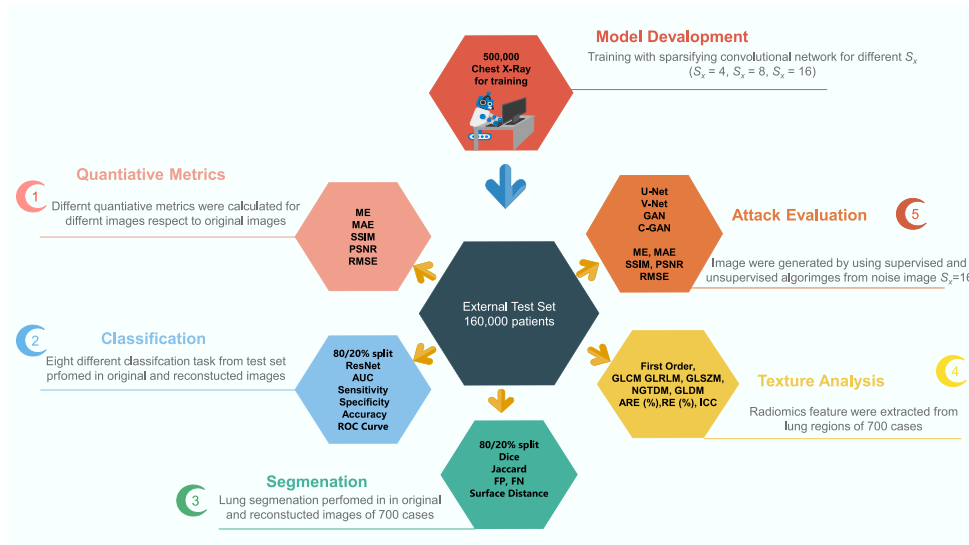 Model Devalopment
Training with sparsifying convolutional network for different Sx
(Sx = 4, Sx = 8, Sx = 16)
500,000
Chest X-Ray
for training
1
Quantiative Metrics
Differnt quantiative metrics were calculated for
differnt images respect to original images
ME
MAE
SSIM
PSNR
RMSE
U-Net
V-Net
GAN
C-GAN
ME, MAE
SSIM, PSNR
RMSE
5
Attack Evaluation
Image were generated by using supervised and
unsupervised algorimges from noise image Sx=16
External Test Set
160,000 patients
2
Classification
Eight different classifcation task from test set
prfomed in original and reconstucted images
80/20% split
ResNet
AUC
Sensitivity
Specificity
Accuracy
ROC Curve
First Order,
GLCM GLRLM, GLSZM,
NGTDM, GLDM
ARE (%),RE (%), ICC
4
Texture Analysis
Radiomics feature were extracted from
lung regions of 700 cases
3
Segmenation
Lung segmenation perfomed in in original
and reconstucted images of 700 cases
80/20% split
Dice
Jaccard
FP, FN
Surface Distance